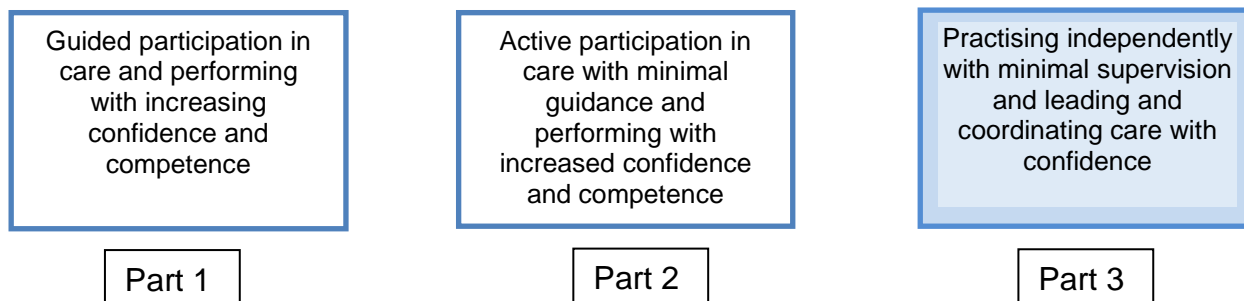 Guided participation in
care and performing
with increasing
confidence and
competence
Active participation in
care with minimal
guidance and
performing with
increased confidence
and competence
Practising independently
with minimal supervision
and leading and
coordinating care with
confidence
Part 1
Part 2
Part 3